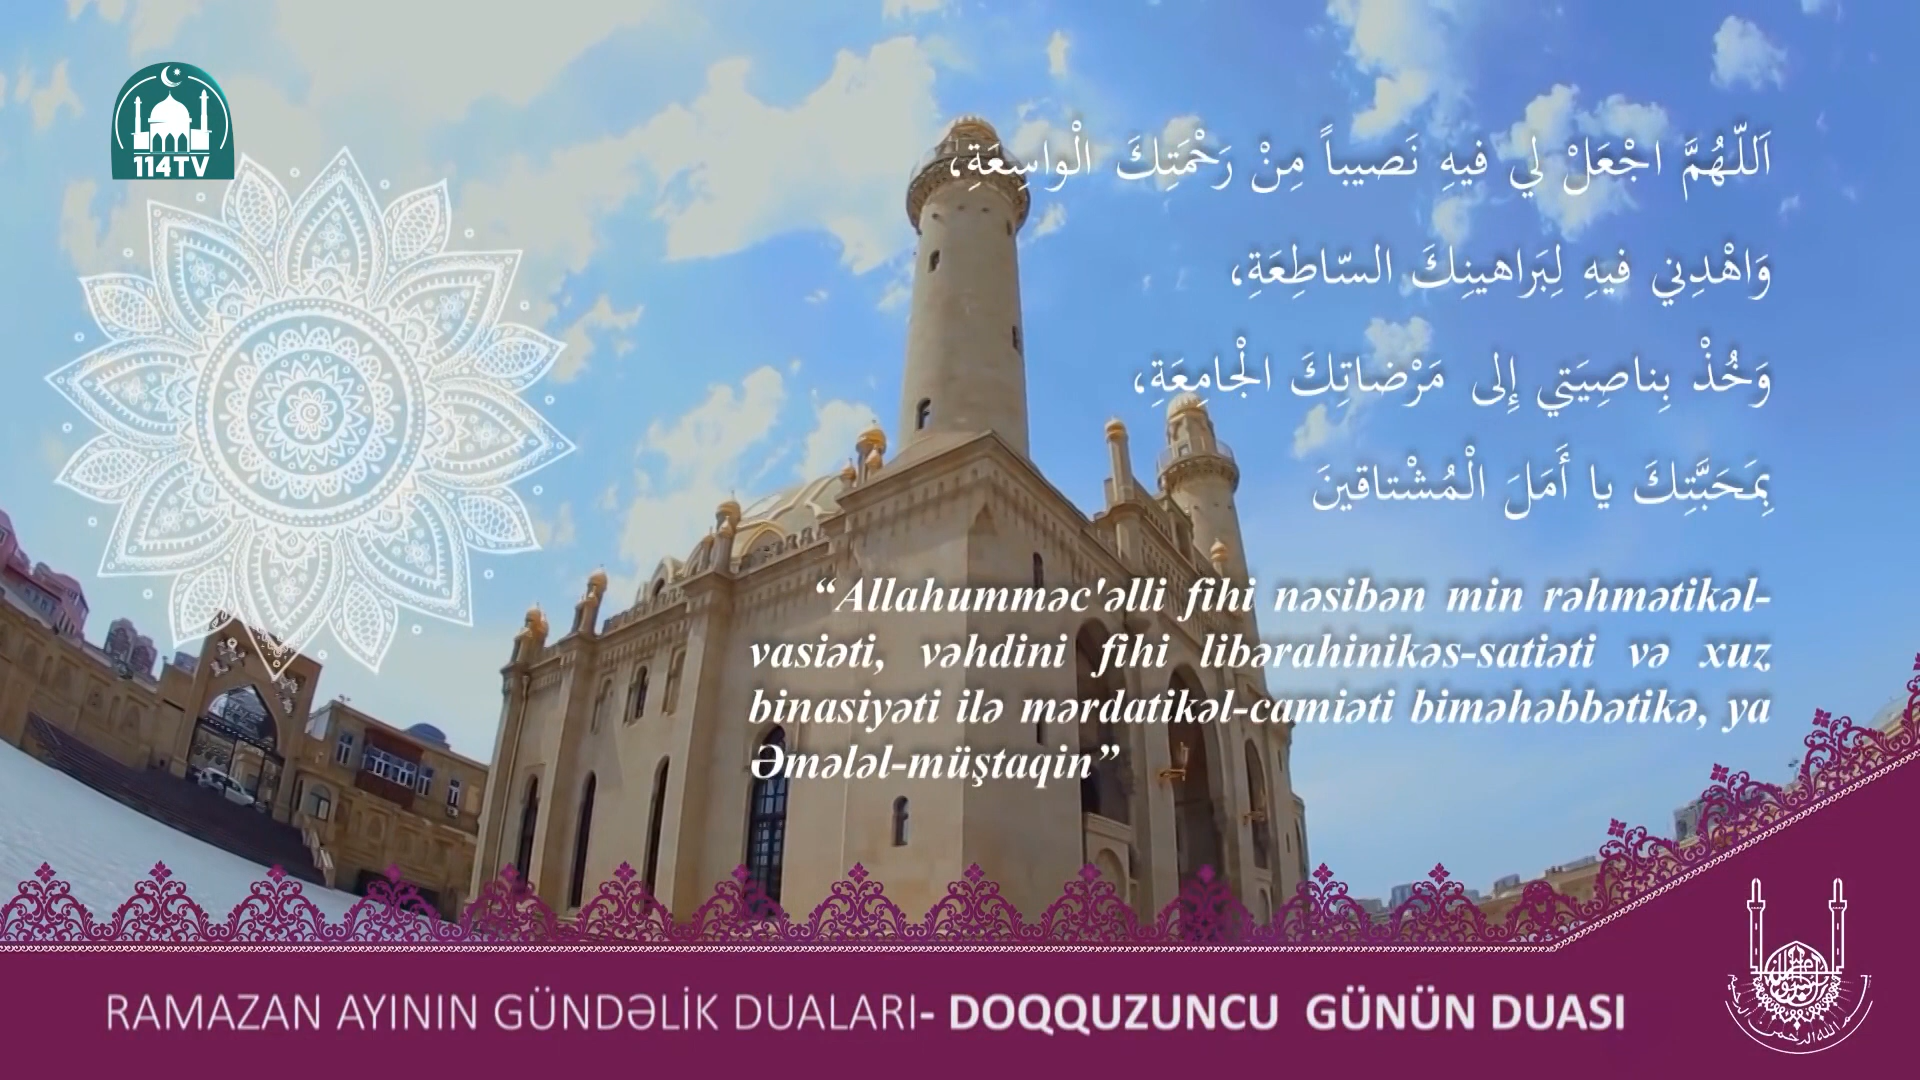 114TV
اَللّهُمَّ اجْعَلْ لي فيهِ نَصيباً مِنْ رَحْمَتِكَ الْواسِعَةِ،
وَاهْدِني فيهِ لِبَراهينِكَ السّاطِعَةِ،
وَخُذْ بِناصِيَتي إِلى مَرْضاتِكَ الْجامِعَةِ،
بِمَحَبَّتِكَ يا أَمَلَ الْمُشْتاقينَ
“Allahumməc'əlli fihi nəsibən min rəhmətikəl-
vasiəti, vəhdini fihi libərahinikəs-satiəti və xuz
binasiyəti ilə mərdatikəl-camiəti biməhəbbətikə, ya
Əmələl-müştaqin”
RAMAZAN AYININ GÜNDƏLİK DUALARI- DOQQUZUNCU GÜNÜN DUASI